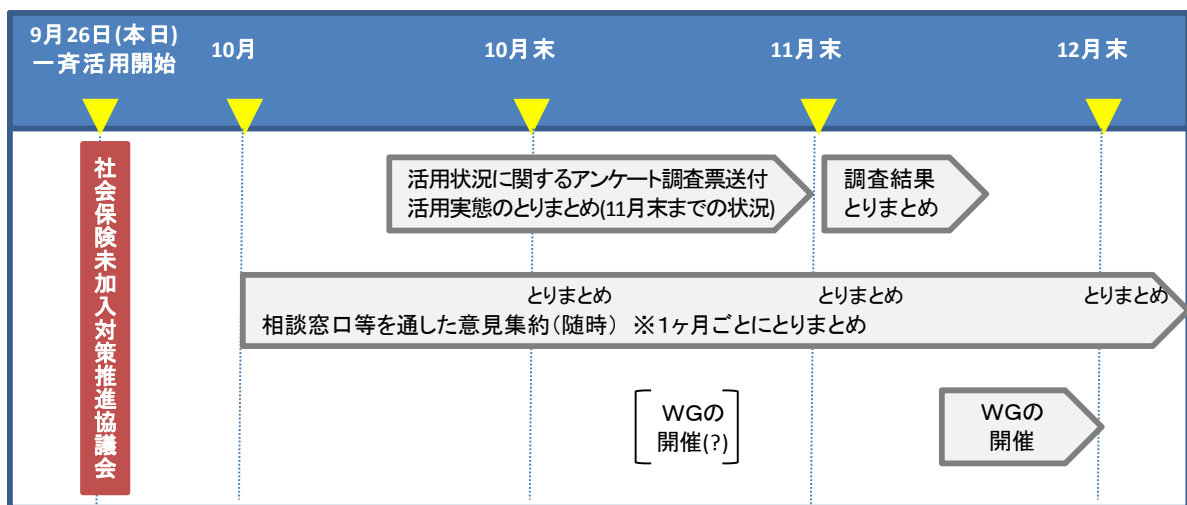 9月26日(本日)
一斉活用開始
10月
10月末
11月末
12月末
社会保険未加入対策推進協議会
活用状況に関するアンケート調査票送付
活用実態のとりまとめ(11月末までの状況)
調査結果
とりまとめ
とりまとめ
とりまとめ
とりまとめ
相談窓口等を通した意見集約(随時) ※1ヶ月ごとにとりまとめ
WGの
開催(?)
WGの
開催